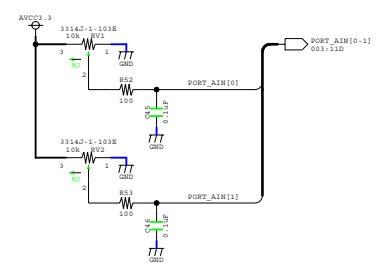 AVCC3.3
3314J-1-103E
10k RV1
3
1
GND
2
R52
100
PORT_AIN[0]
C45
0.1uF
GND
PORT_AIN[0-1]
003:11D
3314J-1-103E
10k RV2
3
1
GND
2
R53
100
PORT_AIN[1]
C46
0.1uF
GND